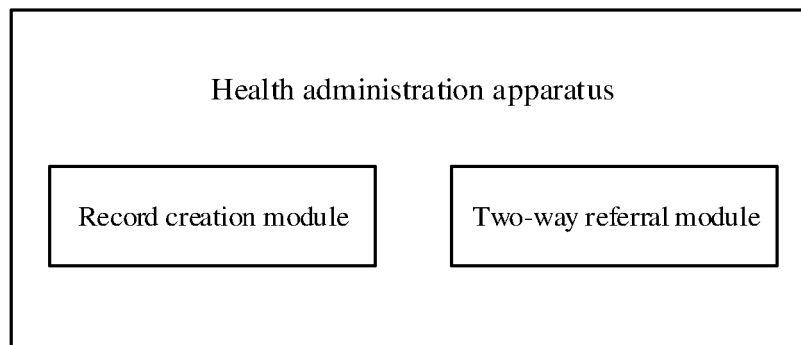 Health administration apparatus
Record creation module
Two-way referral module